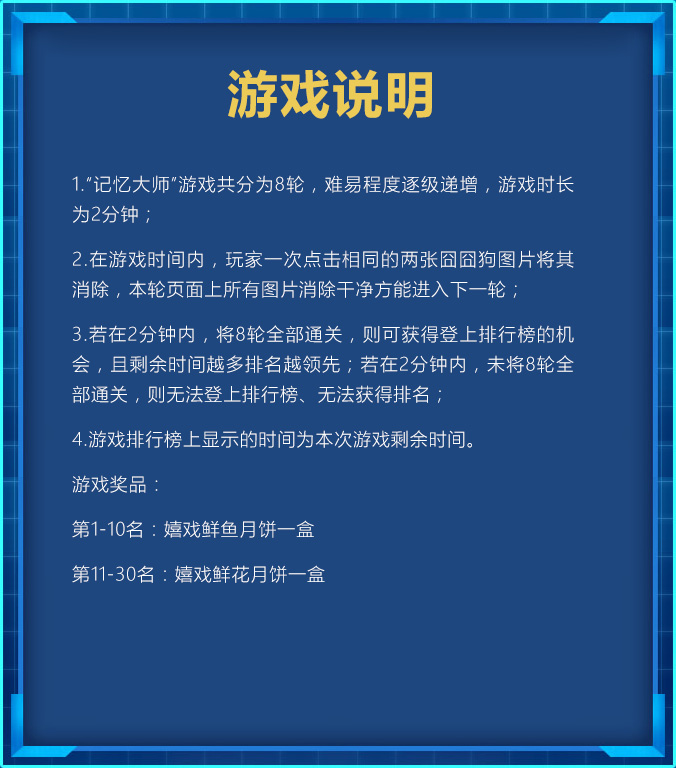 游戏说明
1.“记忆大师”游戏共分为8轮，难易程度逐级递增，游戏时长
为2分钟；
2.在游戏时间内，玩家一次点击相同的两张囧囧狗图片将其
消除，本轮页面上所有图片消除干净方能进入下一轮；
3.若在2分钟内，将8轮全部通关，则可获得登上排行榜的机
会，且剩余时间越多排名越领先；若在2分钟内，未将8轮全
部通关，则无法登上排行榜、无法获得排名；
4.游戏排行榜上显示的时间为本次游戏剩余时间。
游戏奖品：
第1-10名：嬉戏鲜鱼月饼一盒
第11-30名：嬉戏鲜花月饼一盒